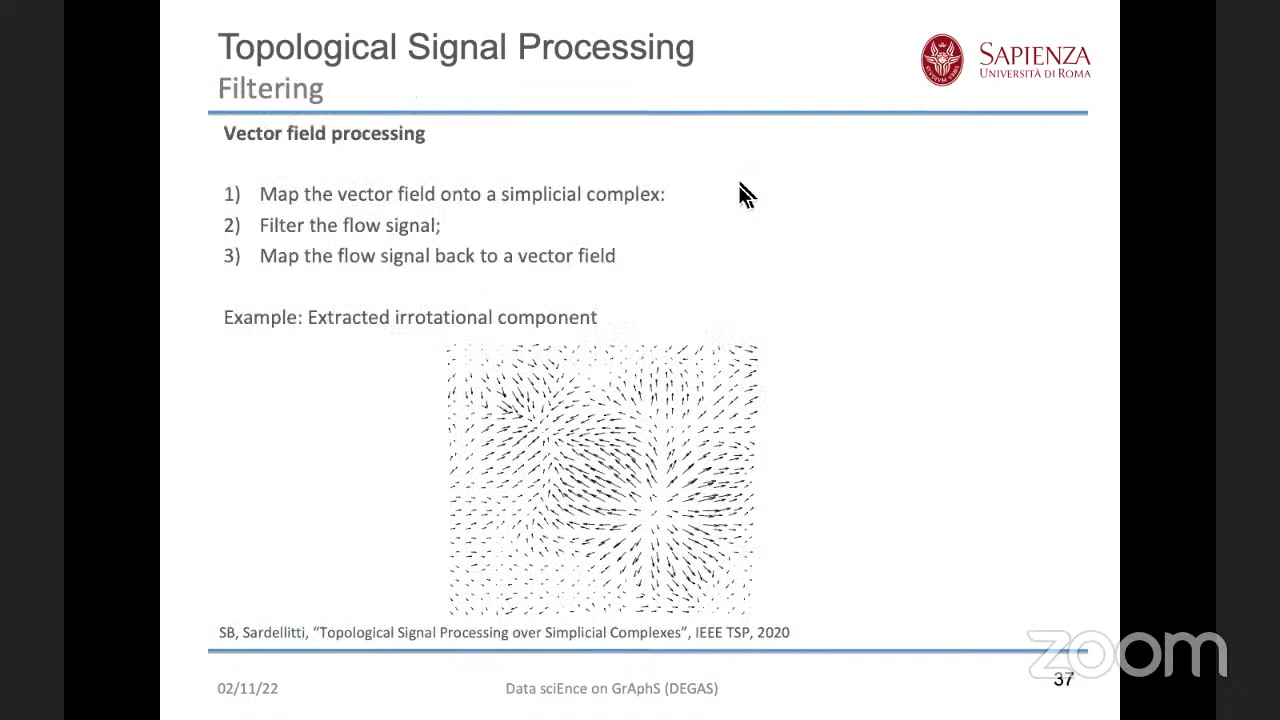 Topological Signal Processing
Filtering
SAPIENZA
UNIVERSITÀ DI ROMA
Vector field processing
1) Map the vector field onto a simplicial complex:
2) Filter the flow signal;
3) Map the flow signal back to a vector field
Example: Extracted irrotational component
SB, Sardellitti, “Topological Signal Processing over Simplicial Complexes”, IEEE TSP, 2020
02/11/22
Data sciEnce on GrAphS (DEGAS)
37
zoom